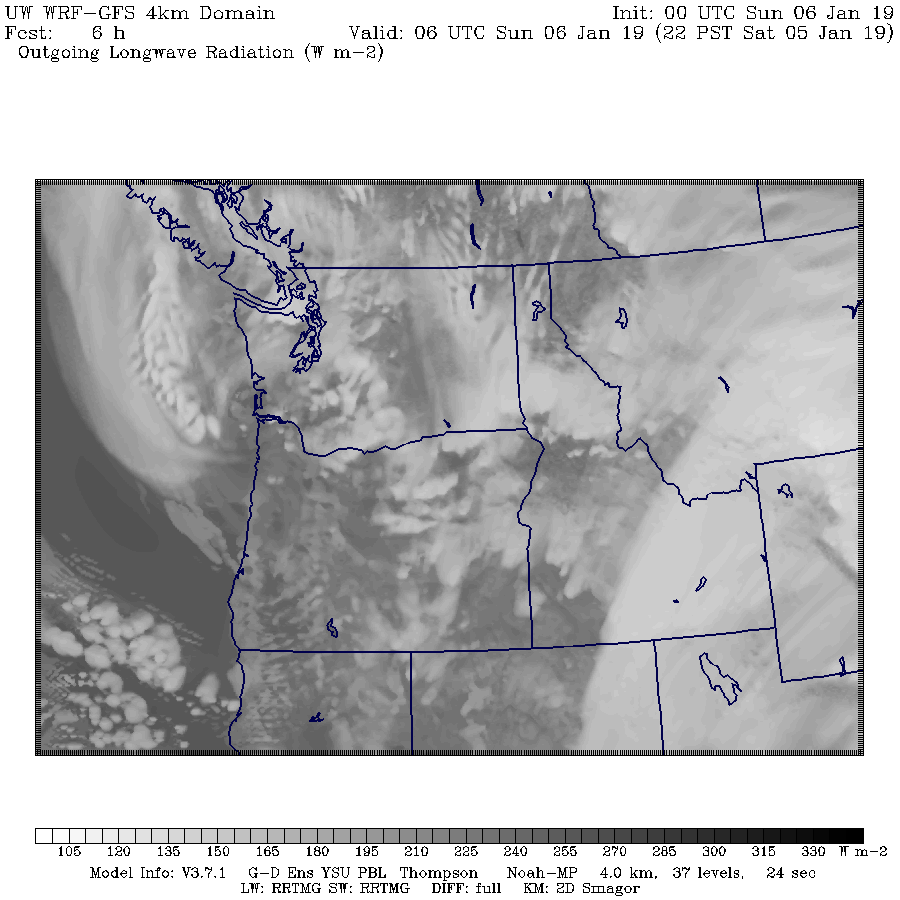 UW WRF-GFS 4km Domain Init: 00 UTC Sun 06 Jan 19
Fcst: 6 h Valid: 06 UTC Sun 06 Jan 19 (22 PST Sat 05 Jan 19)
Outgoing Longwave Radiation (W m-2)
105 120 135 150 165 180 195 210 225 240 255 270 285 300 315 330 W m-2
Model Info: V3.7.1 G-D Ens YSU PBL Thompson Noah-MP 4.0 km, 37 levels, 24 sec
LW: RRTMG SW: RRTMG DIFF: full KM: 2D Smagor